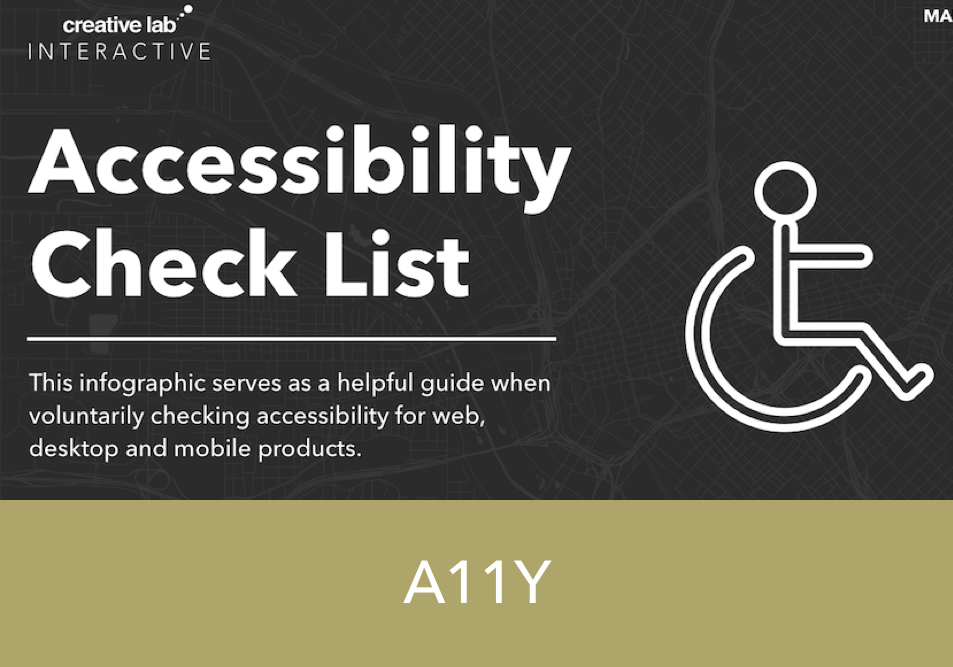 creative lab
INTERACTIVE
MA
Accessibility
Check List
This infographic serves as a helpful guide when
voluntarily checking accessibility for web,
desktop and mobile products.
A11Y